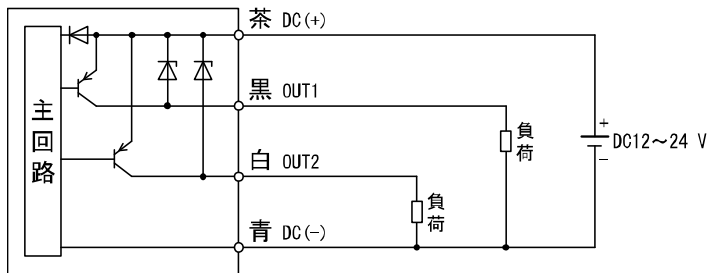 茶 DC(+)
主回路
黒 OUT1
負荷
+
DC12～24 V
−
白 OUT2
負荷
青 DC(−)